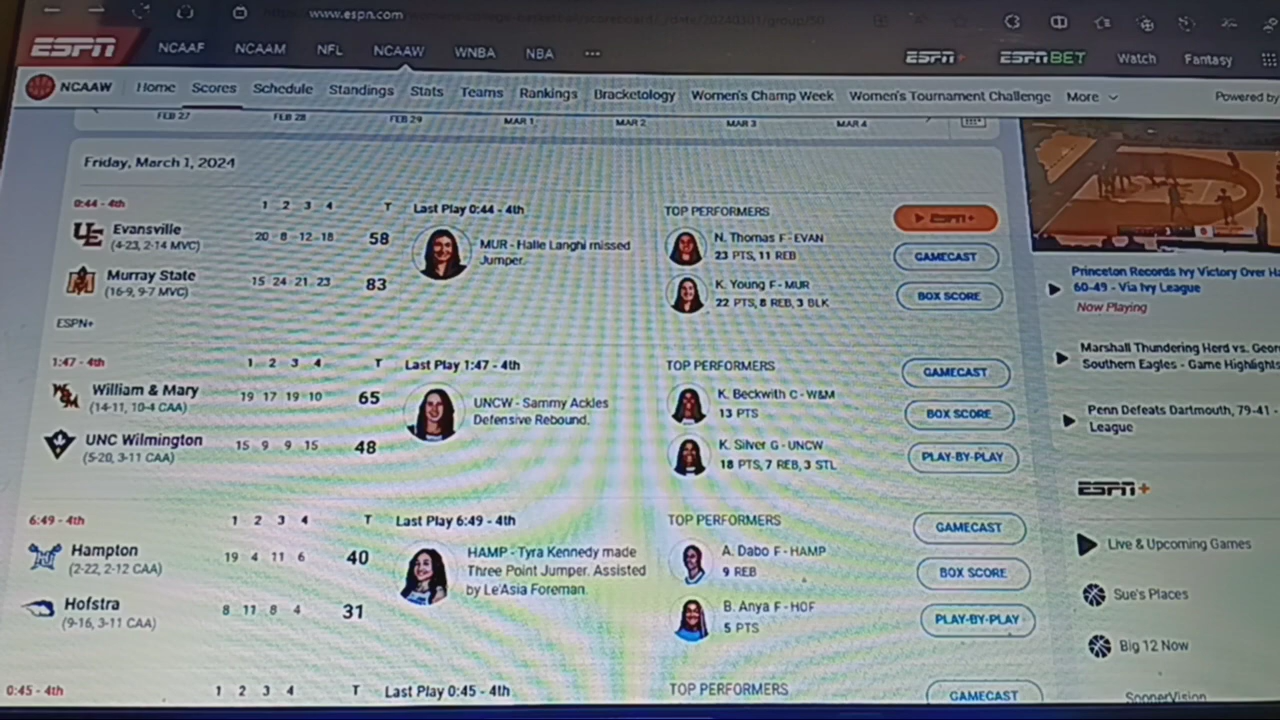 www.espn.com
ESPN NCAAF NCAAM NFL NCAAW WNBA NBA ••• ESPN+ ESPN BET Watch Fantasy
NCAAW Home Scores Schedule Standings Stats Teams Rankings Bracketology Women's Champ Week Women's Tournament Challenge More Powered by
FEB 27 FEB 28 FEB 29 MAR 1 MAR 2 MAR 3 MAR 4
Friday, March 1, 2024
0:44 - 4th 1 2 3 4 T Last Play 0:44 - 4th TOP PERFORMERS ESPN+
Evansville 20 8 12 18 58 MUR - Halle Langhi missed N. Thomas F - EVAN
(4-23, 2-14 MVC) Jumper. 23 PTS, 11 REB GAMECAST
Murray State 15 24 21 23 83 K. Young F - MUR
(16-9, 9-7 MVC) 22 PTS, 8 REB, 3 BLK BOX SCORE
ESPN+
1:47 - 4th 1 2 3 4 T Last Play 1:47 - 4th TOP PERFORMERS GAMECAST
William & Mary 19 17 19 10 65 UNCW - Sammy Ackles K. Beckwith C - W&M
(14-11, 10-4 CAA) Defensive Rebound. 13 PTS BOX SCORE
UNC Wilmington 15 9 9 15 48 K. Silver G - UNCW
(5-20, 3-11 CAA) 18 PTS, 7 REB, 3 STL PLAY-BY-PLAY
6:49 - 4th 1 2 3 4 T Last Play 6:49 - 4th TOP PERFORMERS GAMECAST
Hampton 19 4 11 6 40 HAMP - Tyra Kennedy made A. Dabo F - HAMP
(2-22, 2-12 CAA) Three Point Jumper. Assisted 9 REB BOX SCORE
by Le'Asia Foreman.
Hofstra 8 11 8 4 31 B. Anya F - HOF
(9-16, 3-11 CAA) 5 PTS PLAY-BY-PLAY
0:45 - 4th 1 2 3 4 T Last Play 0:45 - 4th TOP PERFORMERS GAMECAST
Princeton Records Ivy Victory Over
60-49 - Via Ivy League
Now Playing
Marshall Thundering Herd vs.
Southern Eagles - Game Highlights
Penn Defeats Dartmouth, 79-41 -
League
ESPN+
Live & Upcoming Games
Sue's Places
Big 12 Now
SoonerVision